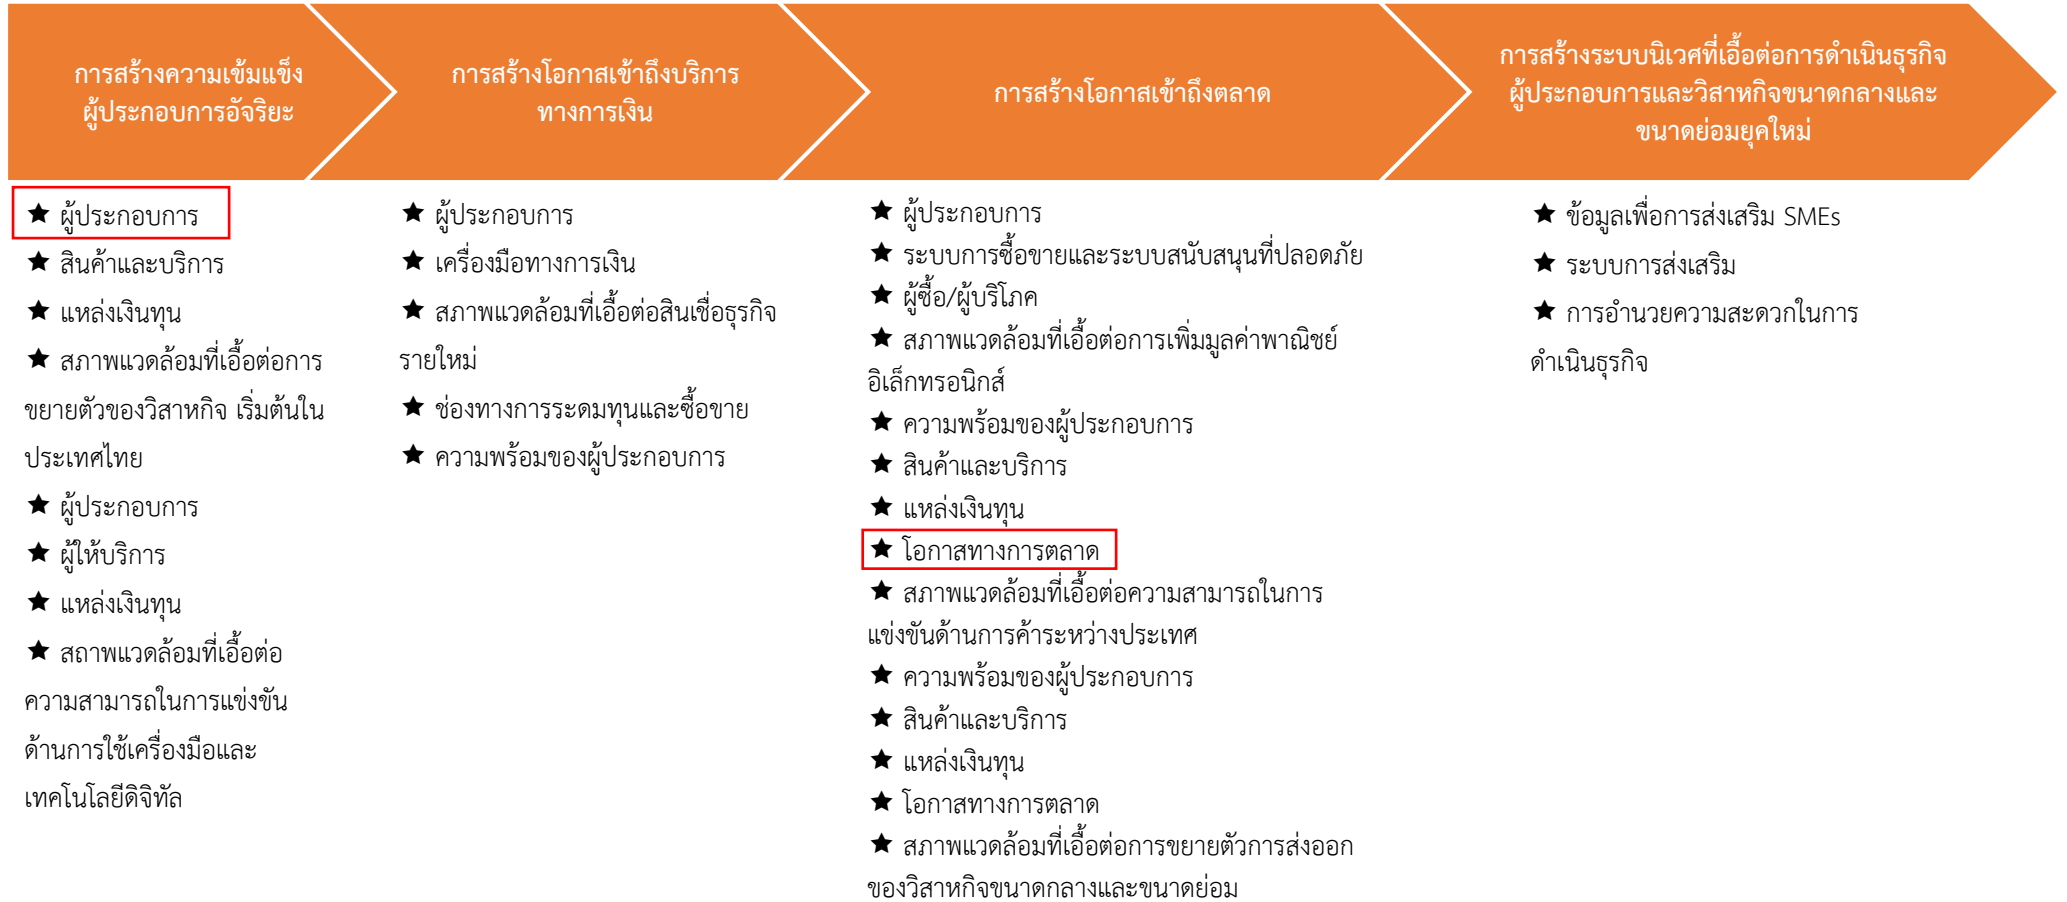 การสร้างความเข้มแข็ง
ผู้ประกอบการอัจริยะ
การสร้างโอกาสเข้าถึงบริการ
ทางการเงิน
การสร้างโอกาสเข้าถึงตลาด
การสร้างระบบนิเวศที่เอื้อต่อการดำเนินธุรกิจ
ผู้ประกอบการและวิสาหกิจขนาดกลางและ
ขนาดย่อมยุคใหม่
★ ผู้ประกอบการ
★ สินค้าและบริการ
★ แหล่งเงินทุน
★ สภาพแวดล้อมที่เอื้อต่อการ
ขยายตัวของวิสาหกิจ เริ่มต้นใน
ประเทศไทย
★ ผู้ประกอบการ
★ ผู้ให้บริการ
★ แหล่งเงินทุน
★ สถาพแวดล้อมที่เอื้อต่อ
ความสามารถในการแข่งขัน
ด้านการใช้เครื่องมือและ
เทคโนโลยีดิจิทัล
★ ผู้ประกอบการ
★ เครื่องมือทางการเงิน
★ สภาพแวดล้อมที่เอื้อต่อสินเชื่อธุรกิจ
รายใหม่
★ ช่องทางการระดมทุนและซื้อขาย
★ ความพร้อมของผู้ประกอบการ
★ ผู้ประกอบการ
★ ระบบการซื้อขายและระบบสนับสนุนที่ปลอดภัย
★ ผู้ซื้อ/ผู้บริโภค
★ สภาพแวดล้อมที่เอื้อต่อการเพิ่มมูลค่าพาณิชย์
อิเล็กทรอนิกส์
★ ความพร้อมของผู้ประกอบการ
★ สินค้าและบริการ
★ แหล่งเงินทุน
★ โอกาสทางการตลาด
★ สภาพแวดล้อมที่เอื้อต่อความสามารถในการ
แข่งขันด้านการค้าระหว่างประเทศ
★ ความพร้อมของผู้ประกอบการ
★ สินค้าและบริการ
★ แหล่งเงินทุน
★ โอกาสทางการตลาด
★ สภาพแวดล้อมที่เอื้อต่อการขยายตัวการส่งออก
ของวิสาหกิจขนาดกลางและขนาดย่อม
★ ข้อมูลเพื่อการส่งเสริม SMEs
★ ระบบการส่งเสริม
★ การอำนวยความสะดวกในการ
ดำเนินธุรกิจ